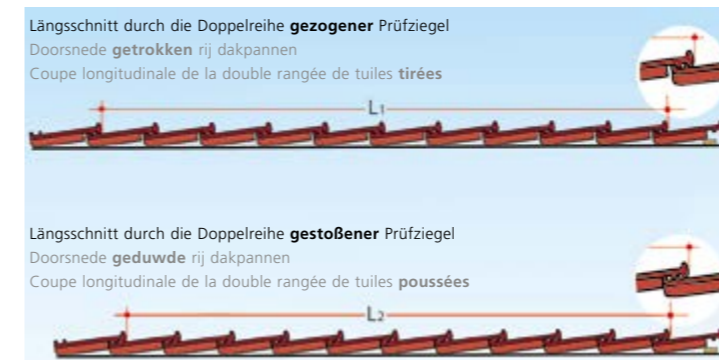 Längsschnitt durch die Doppelreihe gezogener Prüfziegel
Doorsnede getrokken rij dakpannen
Coupe longitudinale de la double rangée de tuiles tirées
L1
Längsschnitt durch die Doppelreihe gestoßener Prüfziegel
Doorsnede geduwde rij dakpannen
Coupe longitudinale de la double rangée de tuiles poussées
L2